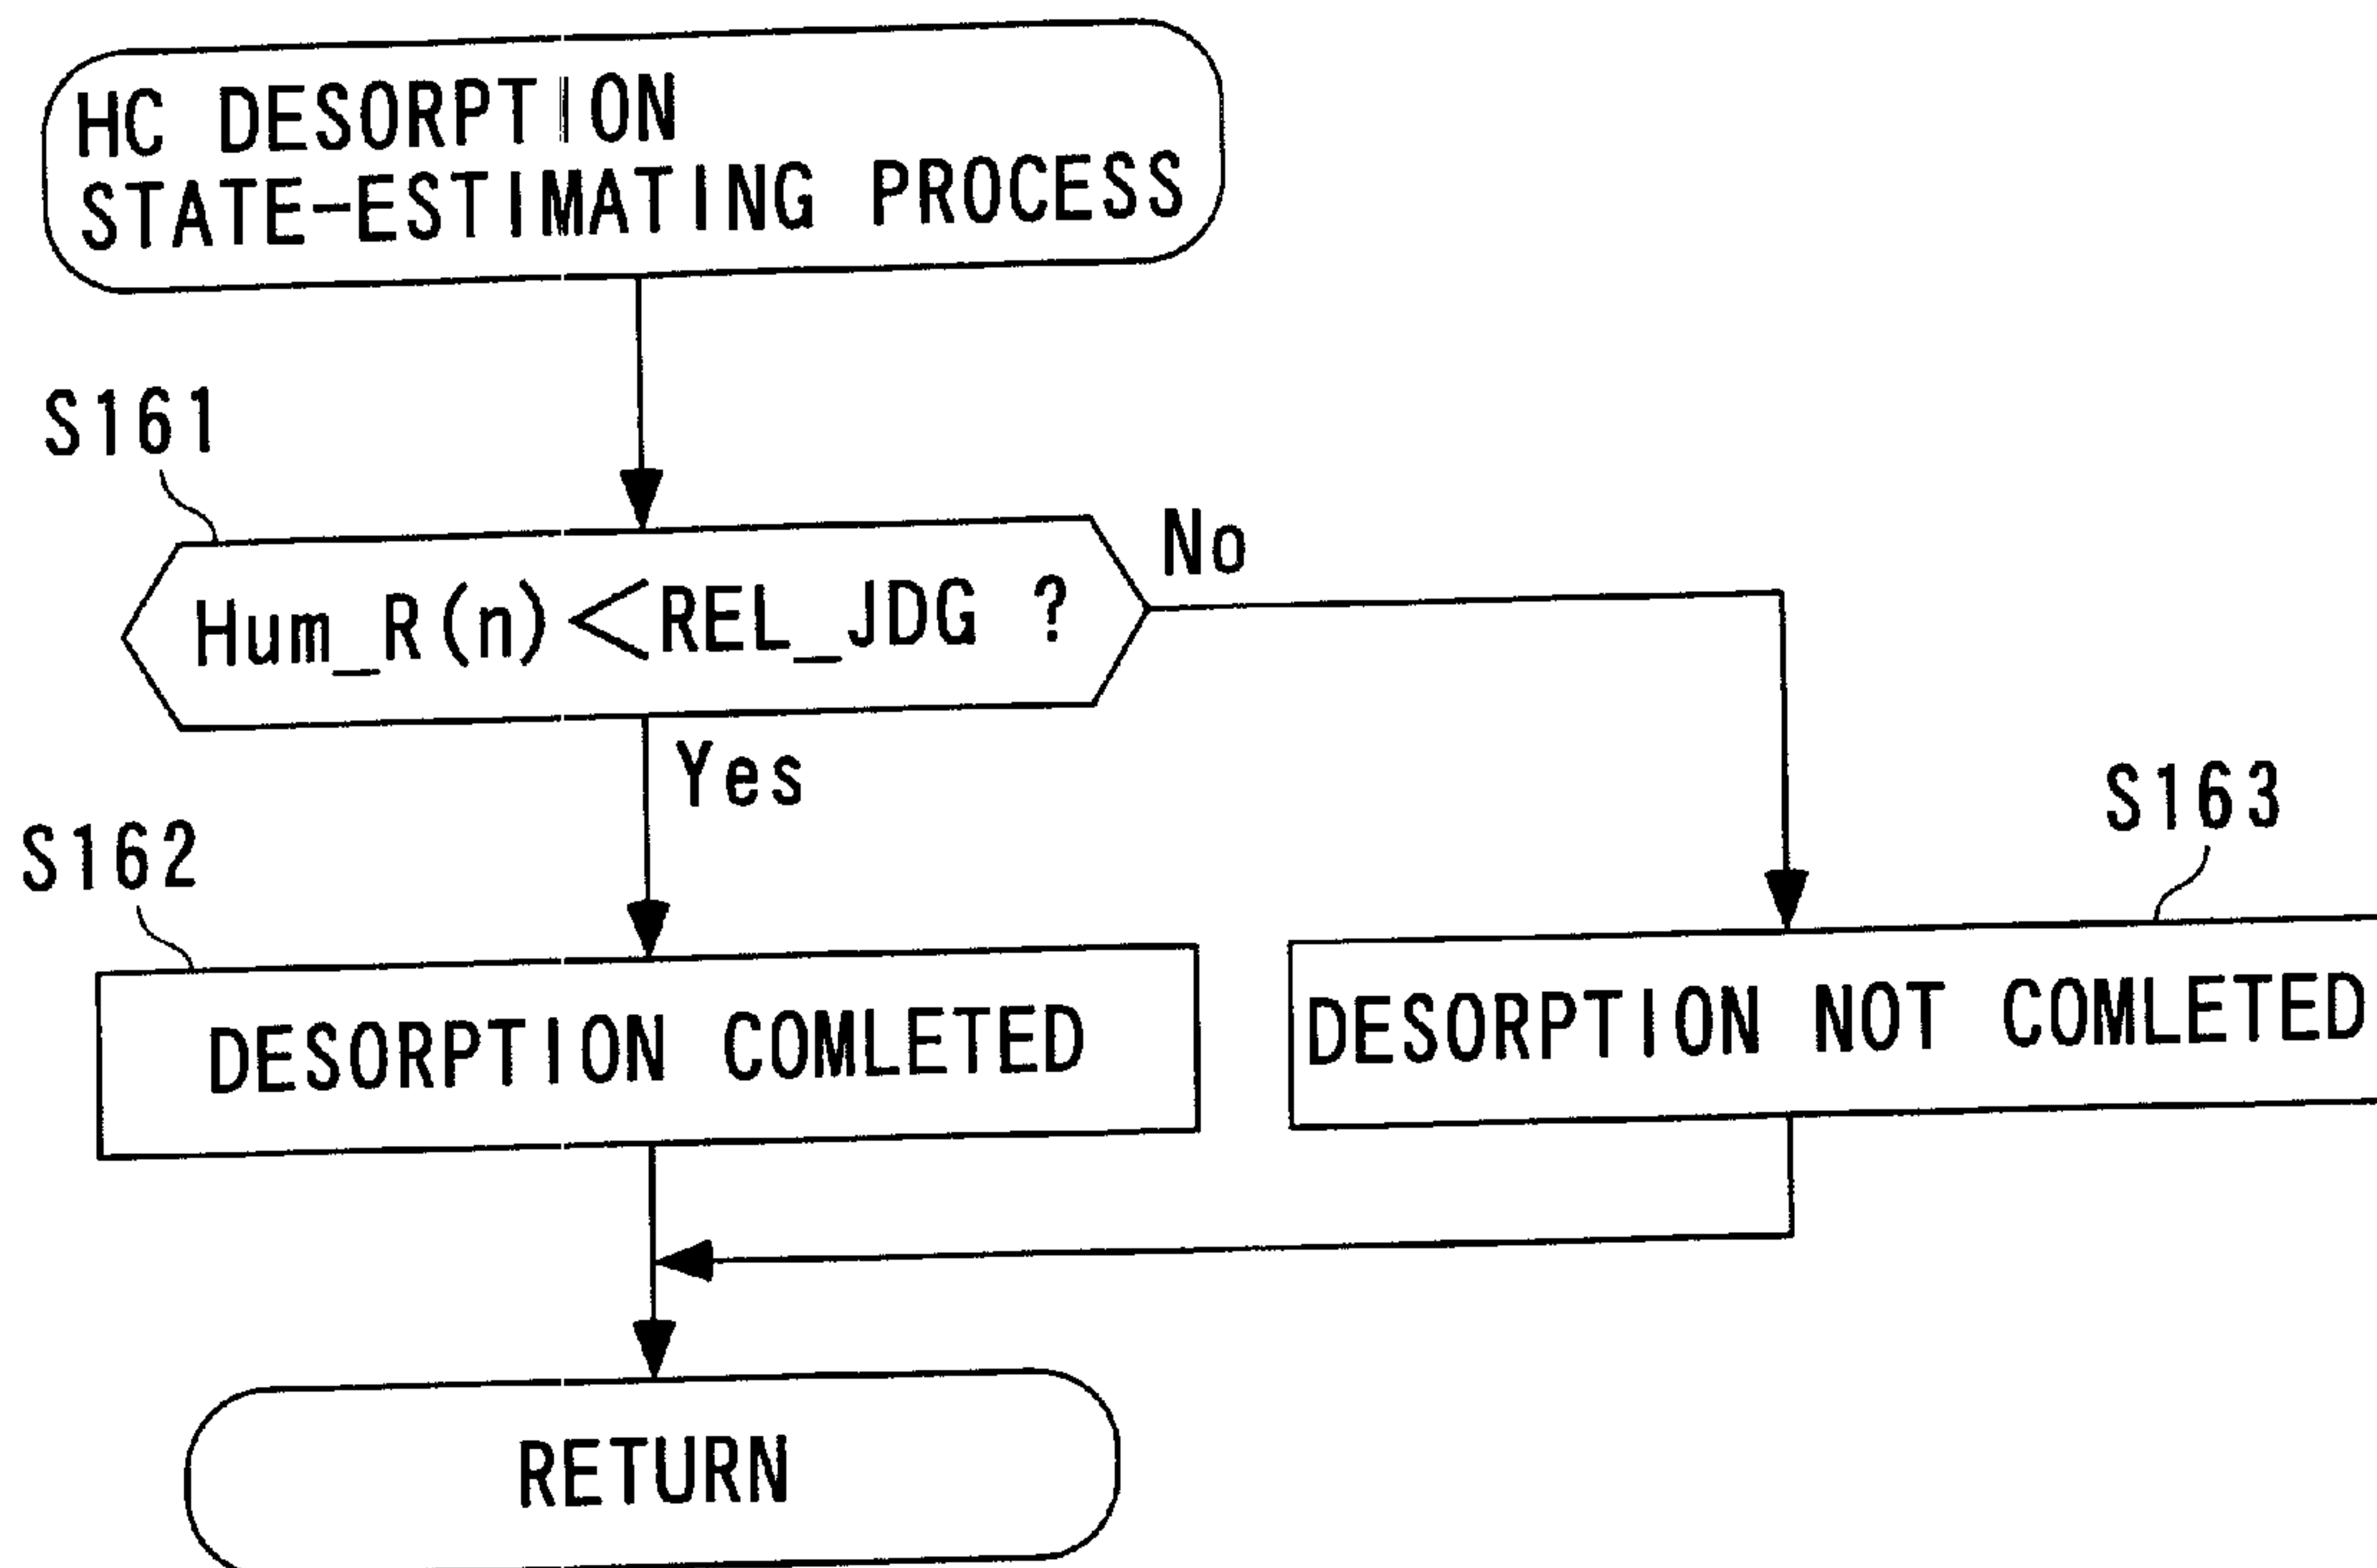 HC DESORPTION
STATE-ESTIMATING PROCESS
S161
Hum_R(n)<REL_JDG ?
No
Yes
S162
S163
DESORPTION COMLETED
DESORPTION NOT COMLETED
RETURN